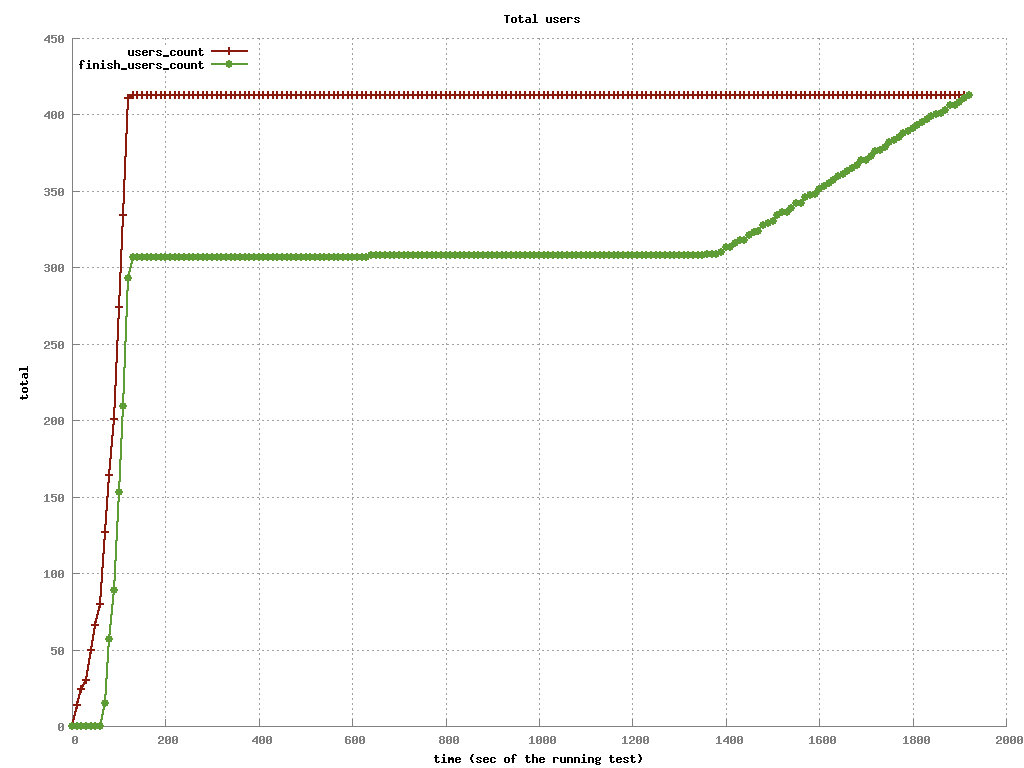 Total users
users_count
finish_users_count
450
400
350
300
250
200
150
100
50
0
total
0 200 400 600 800 1000 1200 1400 1600 1800 2000
time (sec of the running test)